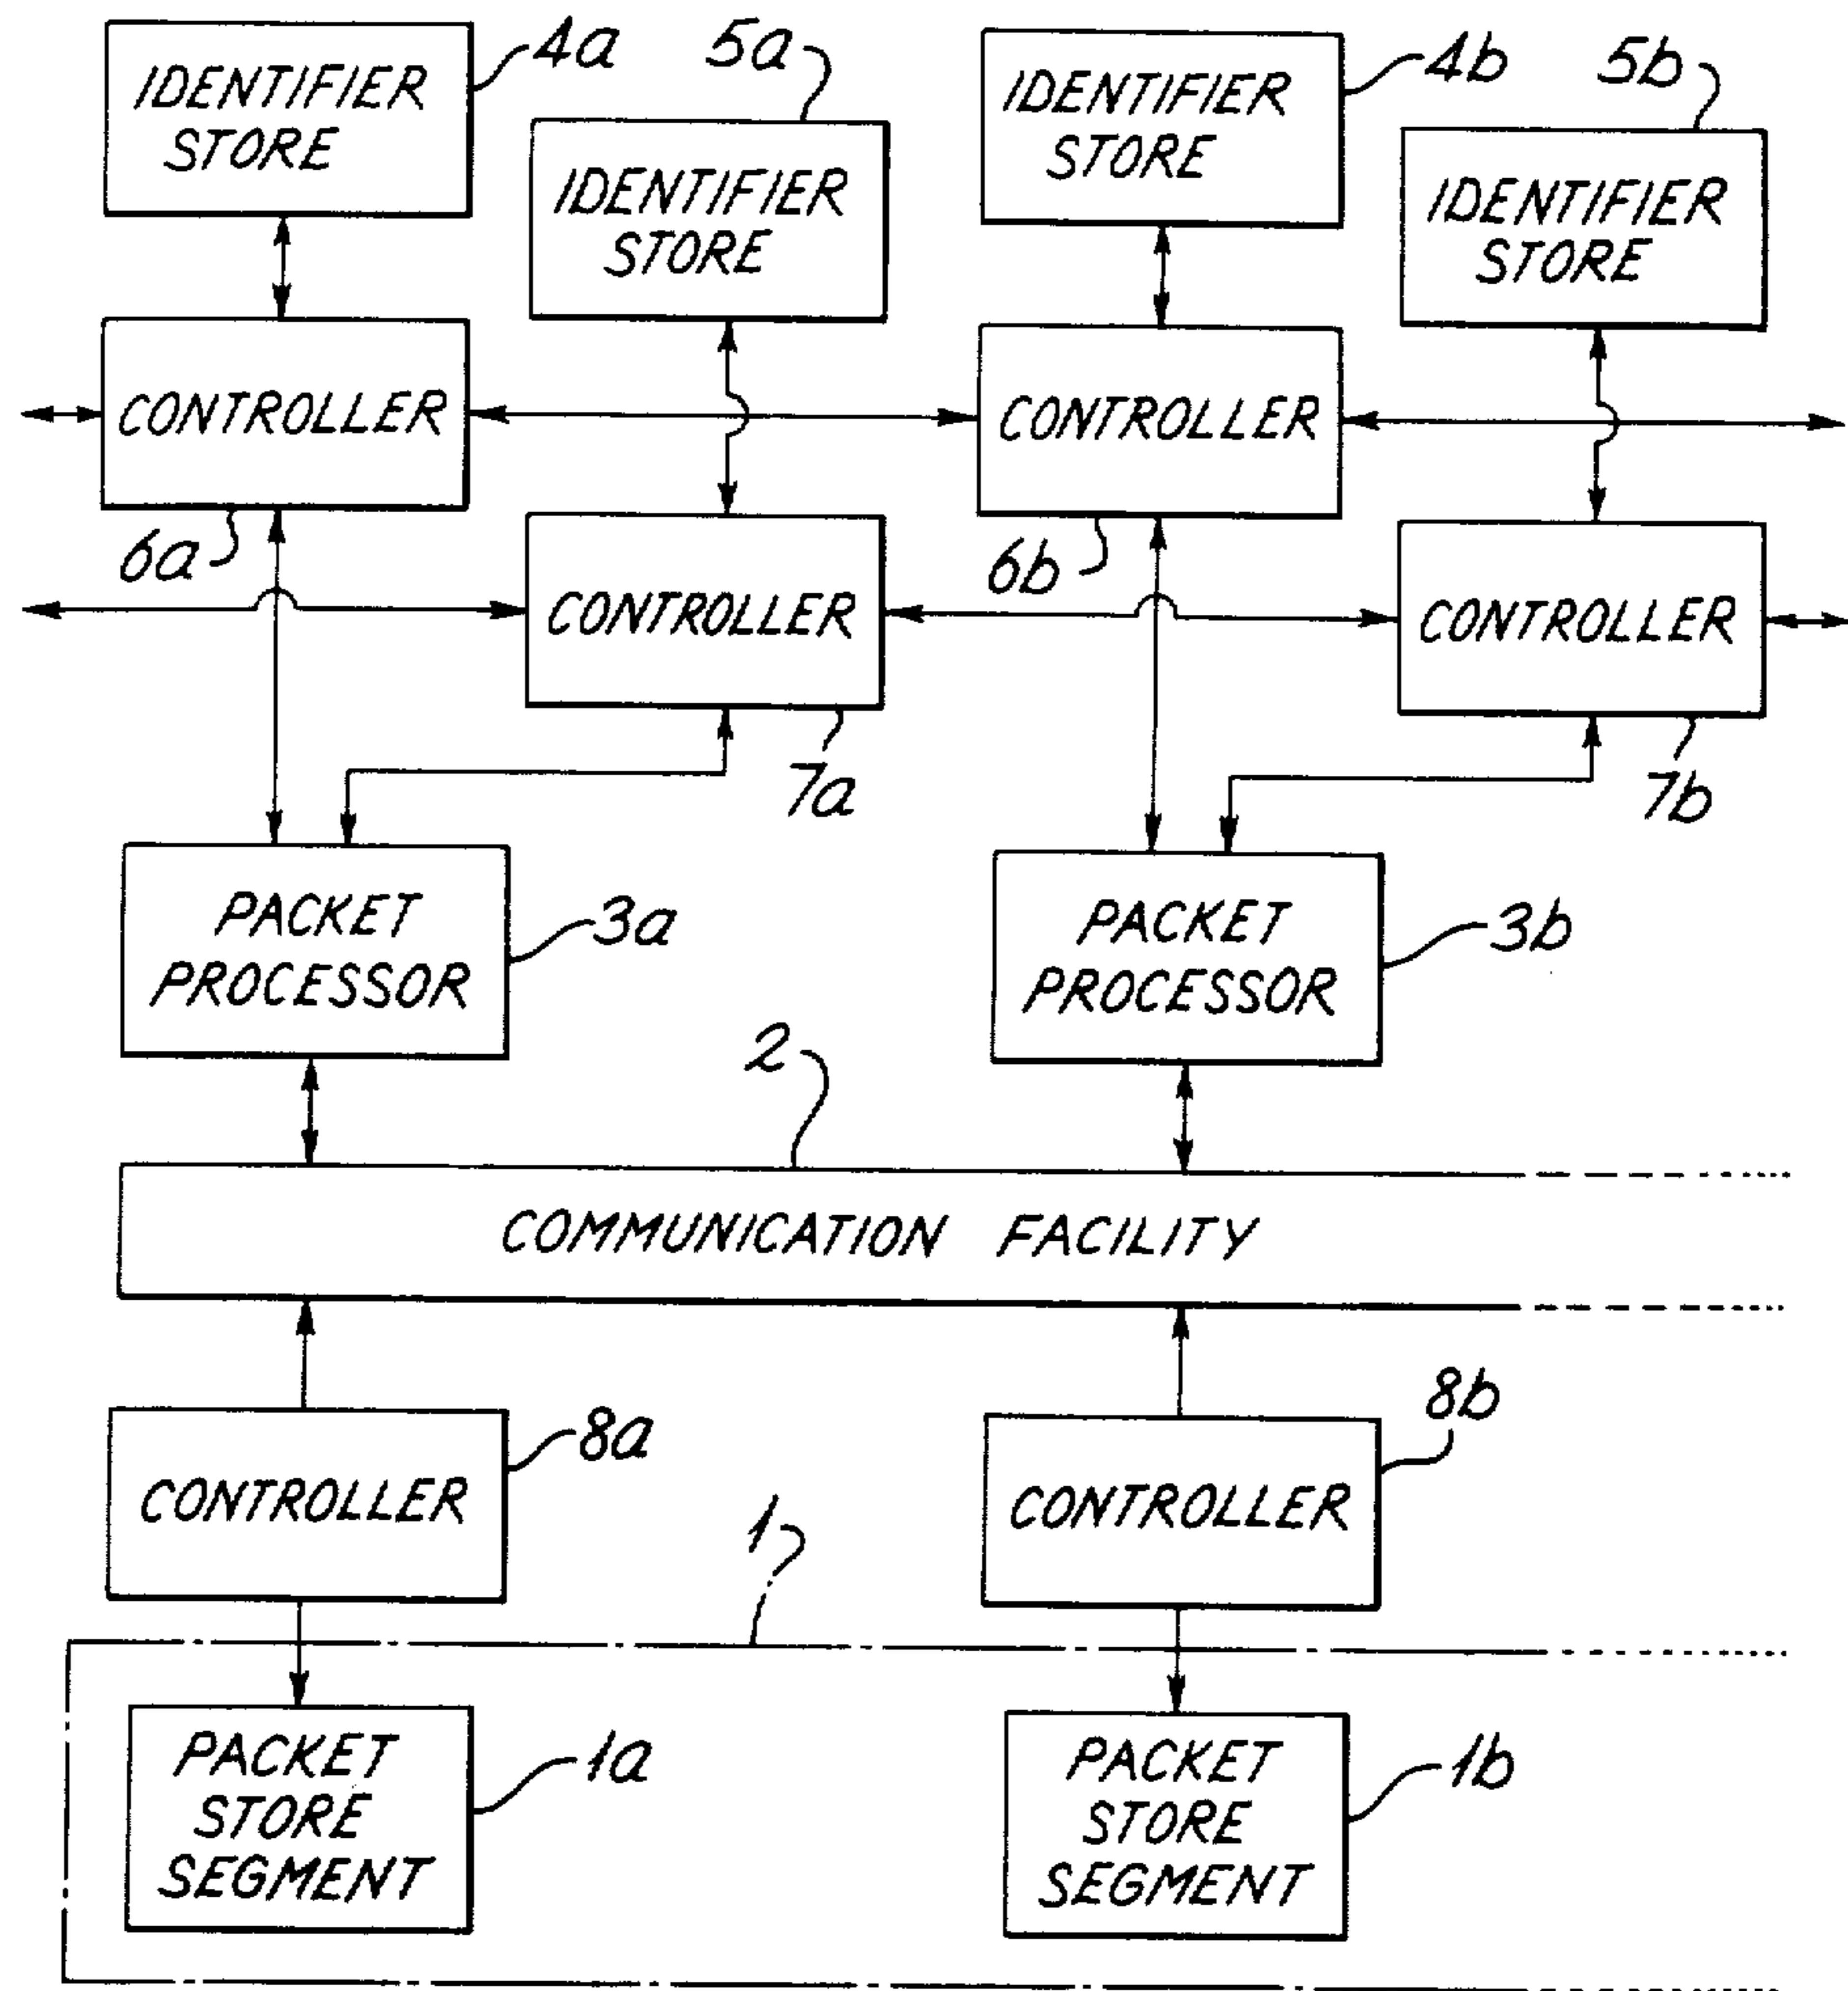 4a
5a
4b
5b
IDENTIFIER
STORE
IDENTIFIER
STORE
IDENTIFIER
STORE
IDENTIFIER
STORE
CONTROLLER
CONTROLLER
6a
6b
CONTROLLER
CONTROLLER
7a
7b
PACKET
PROCESSOR
3a
PACKET
PROCESSOR
3b
2
COMMUNICATION FACILITY
CONTROLLER
8a
CONTROLLER
8b
1
PACKET
STORE
SEGMENT
1a
PACKET
STORE
SEGMENT
1b